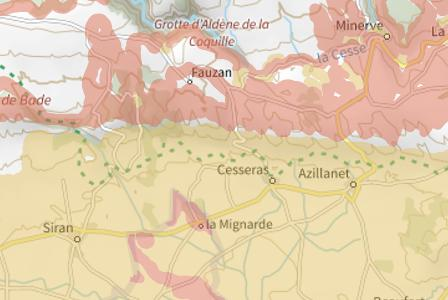 Grotte d'Aldène de la
Coquille
Minerve
La
la Cesse
Fauzan
de Bade
Cesseras
Azillanet
la Mignarde
Siran